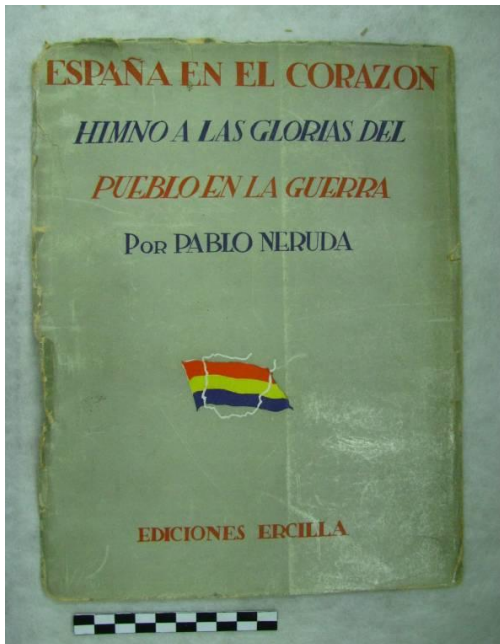 ESPAÑA EN EL CORAZON
HIMNO A LAS GLORIAS DEL
PUEBLO EN LA GUERRA
POR PABLO NERUDA
EDICIONES ERCILLA